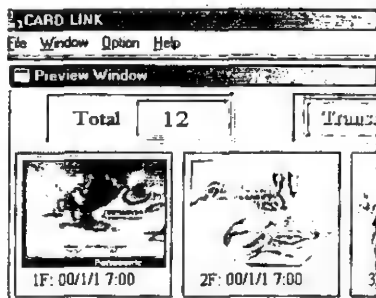 CARD LINK
File Window Option Help
Preview Window
Total 12
1F: 00/1/1 7:00 2F: 00/1/1 7:00